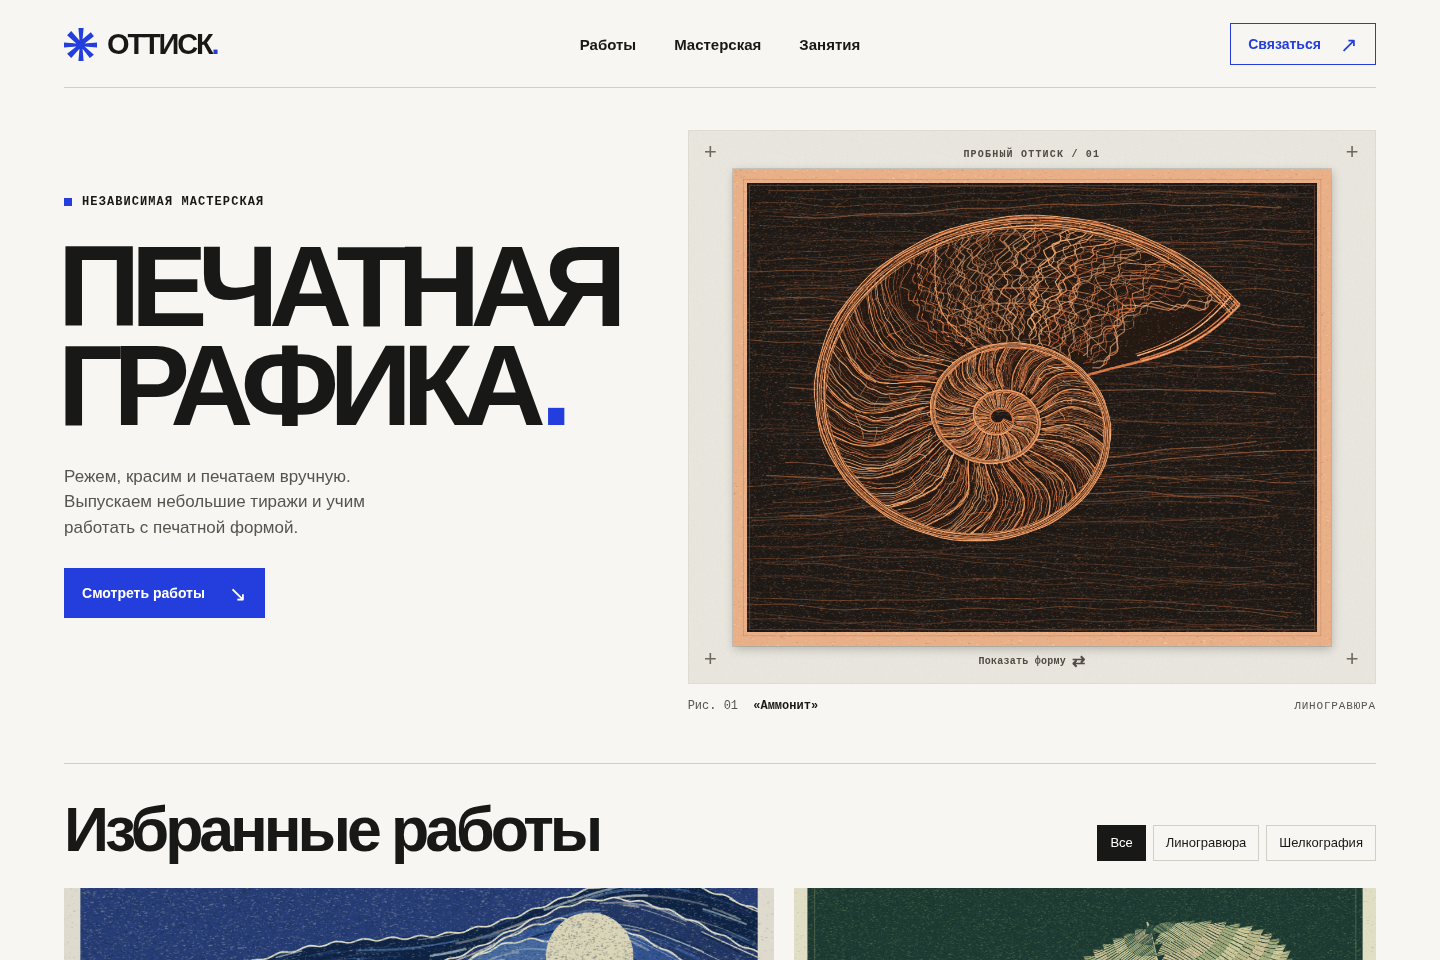 ОТТИСК.
Работы
Мастерская
Занятия
Связаться ↗
НЕЗАВИСИМАЯ МАСТЕРСКАЯ
ПЕЧАТНАЯ
ГРАФИКА.
Режем, красим и печатаем вручную.
Выпускаем небольшие тиражи и учим
работать с печатной формой.
Смотреть работы ↘
ПРОБНЫЙ ОТТИСК / 01
Показать форму ⇄
Рис. 01 «Аммонит»
ЛИНОГРАВЮРА
Избранные работы
Все
Линогравюра
Шелкография